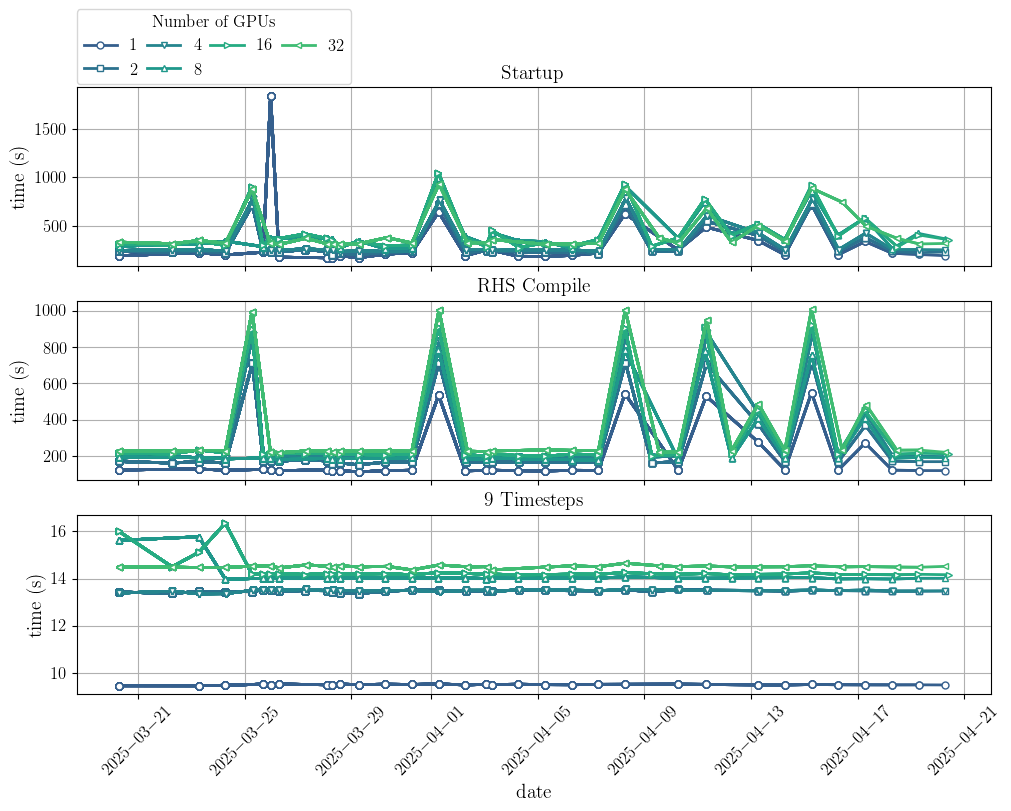 Number of GPUs
1 4 16 32
2 8
Startup
time (s)
1500
1000
500
RHS Compile
time (s)
1000
800
600
400
200
9 Timesteps
time (s)
16
14
12
10
2025−03−21 2025−03−25 2025−03−29 2025−04−01 2025−04−05 2025−04−09 2025−04−13 2025−04−17 2025−04−21
date